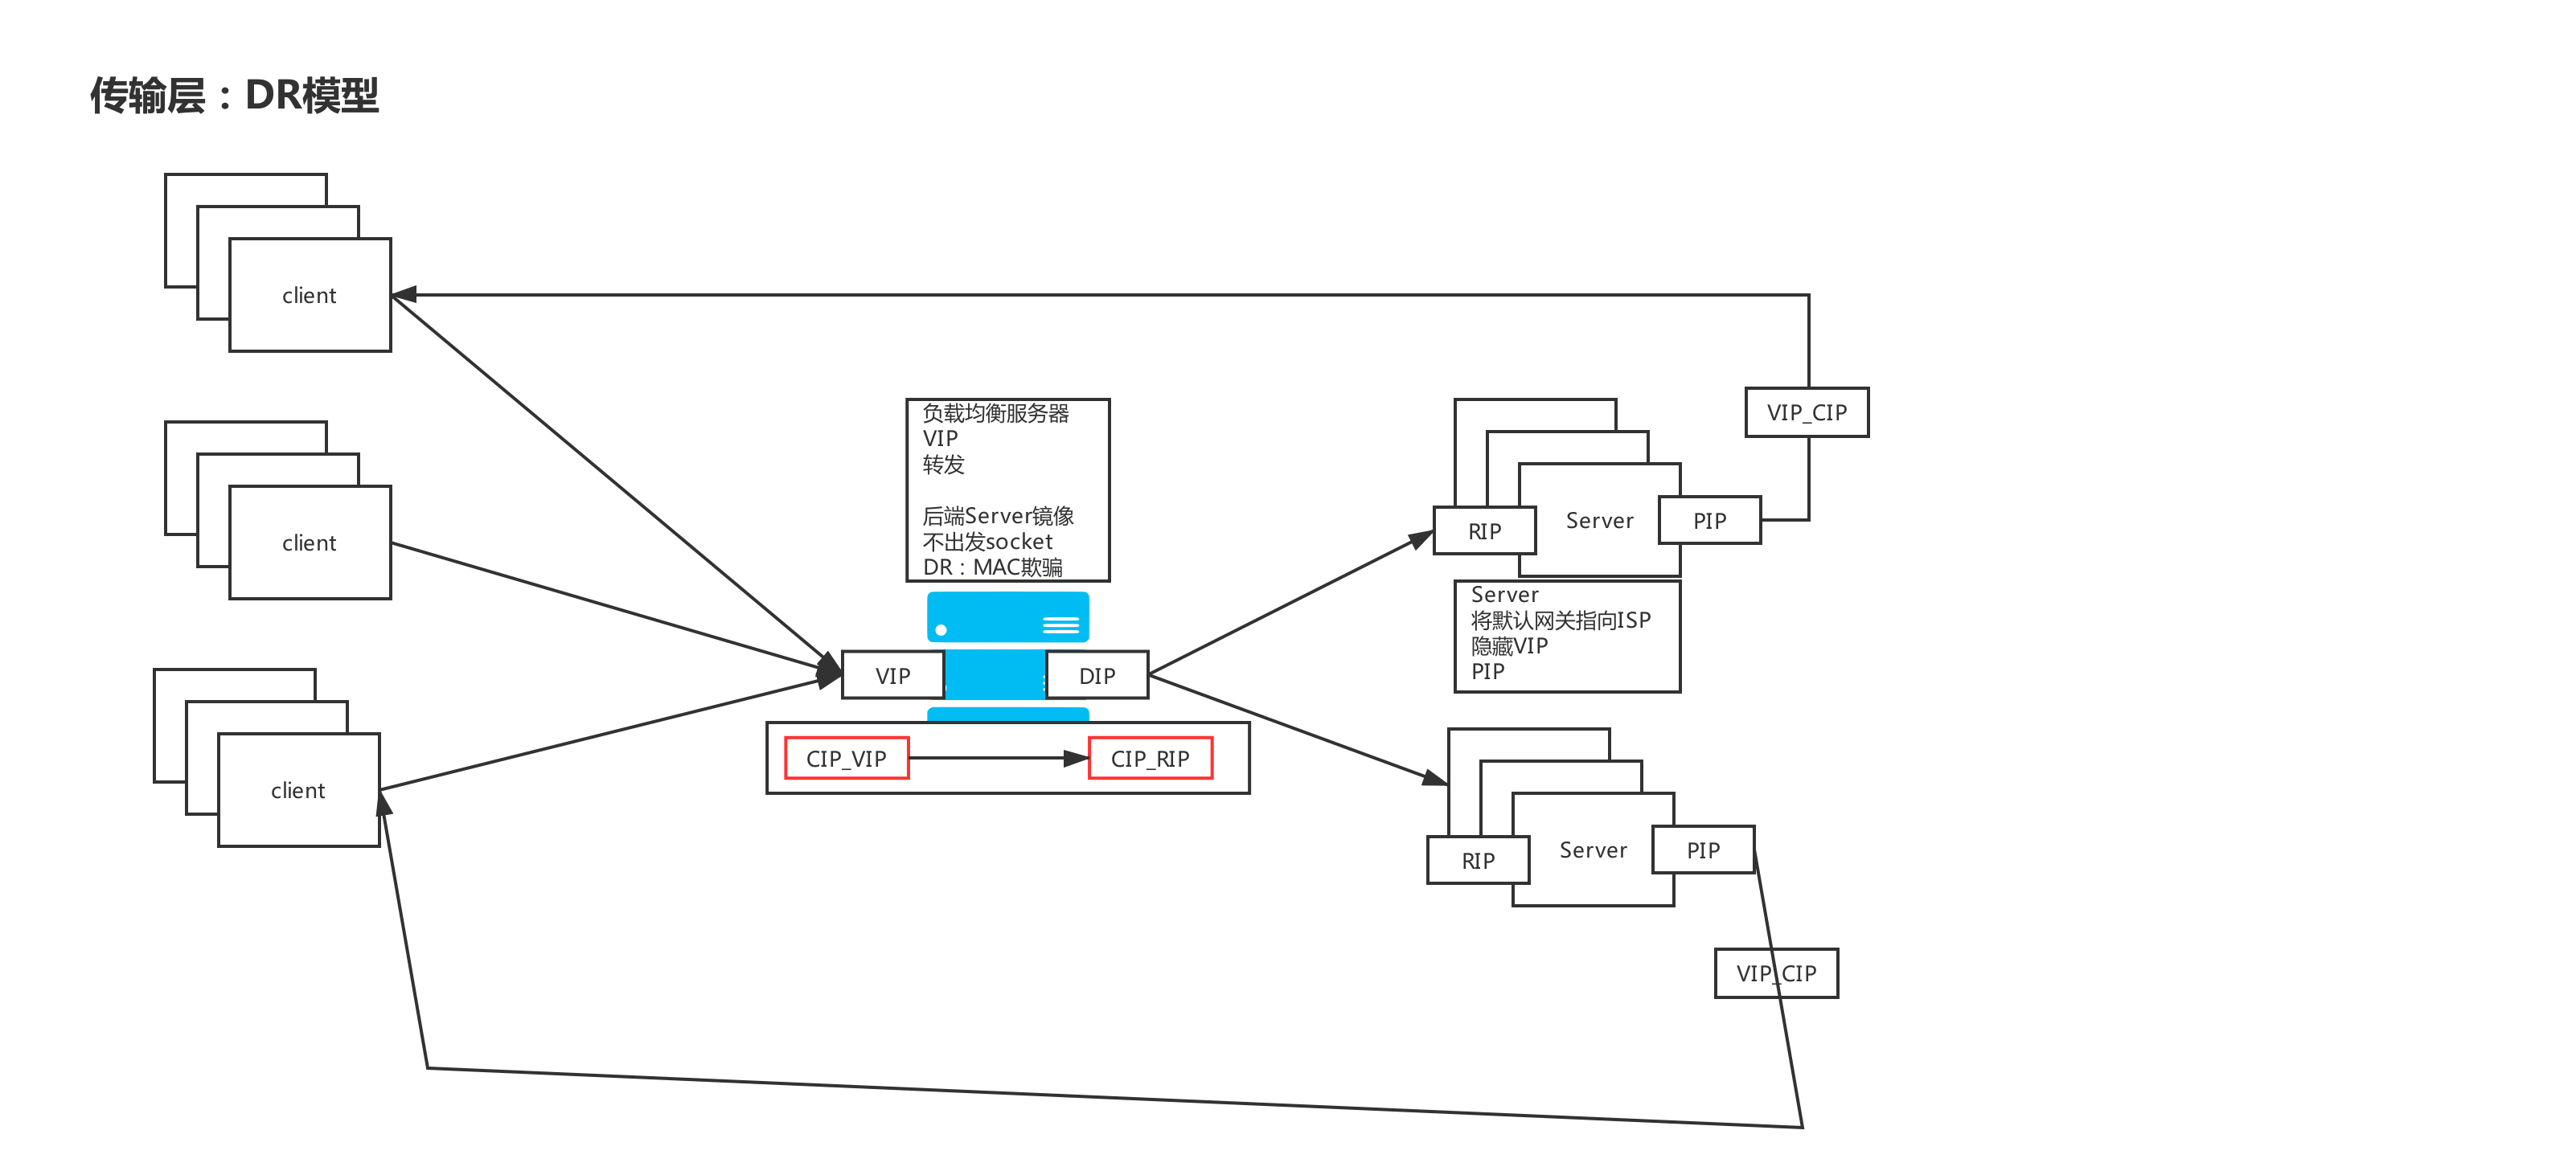 传输层：DR模型
client
client
client
负载均衡服务器
VIP
转发
后端Server镜像
不出发socket
DR：MAC欺骗
VIP
DIP
CIP_VIP
CIP_RIP
VIP_CIP
RIP
Server
PIP
Server
将默认网关指向ISP
隐藏VIP
PIP
RIP
Server
PIP
VIP_CIP